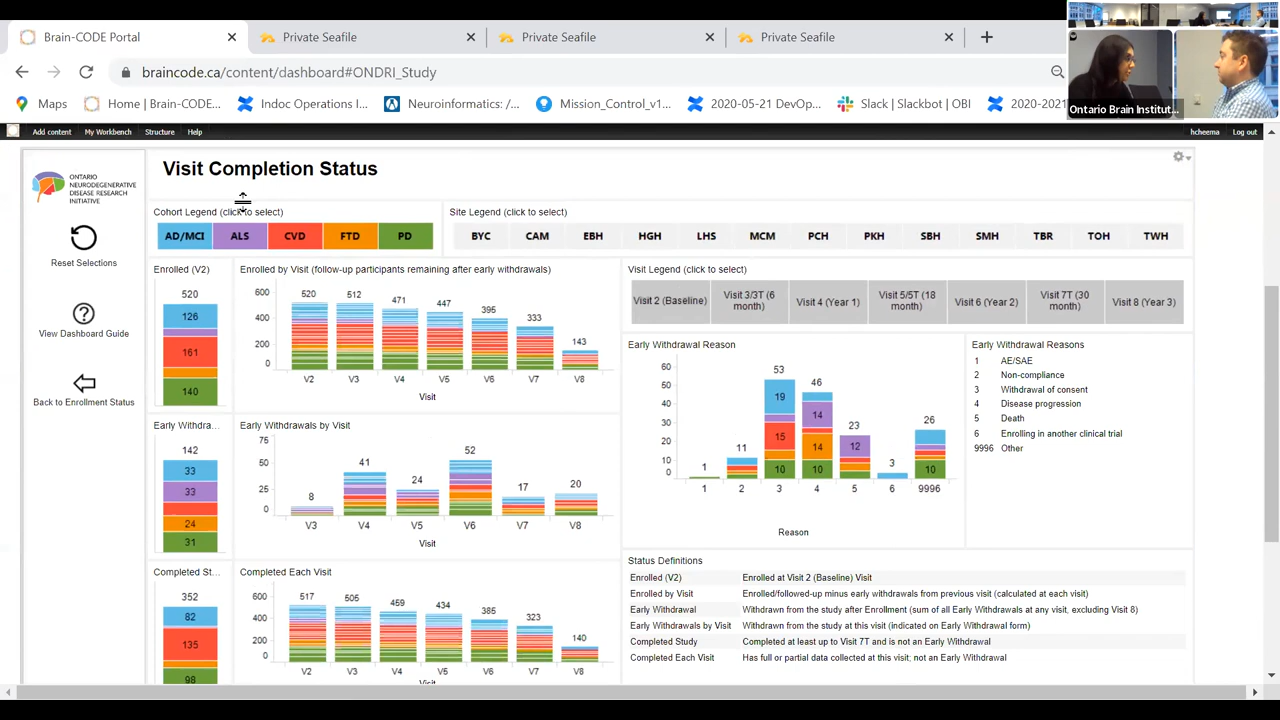 Brain-CODE Portal
Private Seafile
Private Seafile
Private Seafile
braincode.ca/content/dashboard#ONDRI_Study
Maps
Home | Brain-CODE...
Indoc Operations I...
Neuroinformatics: /...
Mission_Control_v1...
2020-05-21 DevOp...
Slack | Slackbot | OBI
2020-2021
Ontario Brain Institut...
Add content
My Workbench
Structure
Help
hcheema
Log out
ONTARIO
NEURODEGENERATIVE
DISEASE RESEARCH
INITIATIVE
Reset Selections
View Dashboard Guide
Back to Enrollment Status
Visit Completion Status
Cohort Legend (click to select)
AD/MCI ALS CVD FTD PD
Site Legend (click to select)
BYC CAM EBH HGH LHS MCM PCH PKH SBH SMH TBR TOH TWH
Enrolled (V2)
520
126
161
140
Enrolled by Visit (follow-up participants remaining after early withdrawals)
600
400
200
0
520 512 471 447 395 333 143
V2 V3 V4 V5 V6 V7 V8
Visit
Visit Legend (click to select)
Visit 2 (Baseline)
Visit 3/3T (6
month)
Visit 4 (Year 1)
Visit 5/5T (18
month)
Visit 6 (Year 2)
Visit 7T (30
month)
Visit 8 (Year 3)
Early Withdra...
142
33
33
24
31
Early Withdrawals by Visit
75
50
25
0
8 41 24 52 17 20
V3 V4 V5 V6 V7 V8
Visit
Early Withdrawal Reason
60
50
40
30
20
10
0
1 11 53 46 23 3 26
19
15
10
14
14
10
12
10
1 2 3 4 5 6 9996
Reason
Early Withdrawal Reasons
1 AE/SAE
2 Non-compliance
3 Withdrawal of consent
4 Disease progression
5 Death
6 Enrolling in another clinical trial
9996 Other
Completed St...
352
82
135
98
Completed Each Visit
600
400
200
0
517 505 459 434 385 323 140
V2 V3 V4 V5 V6 V7 V8
Visit
Status Definitions
Enrolled (V2) Enrolled at Visit 2 (Baseline) Visit
Enrolled by Visit Enrolled/followed-up minus early withdrawals from previous visit (calculated at each visit)
Early Withdrawal Withdrawn from the study after Enrollment (sum of all Early Withdrawals at any visit, excluding Visit 8)
Early Withdrawals by Visit Withdrawn from the study at this visit (indicated on Early Withdrawal form)
Completed Study Completed at least up to Visit 7T and is not an Early Withdrawal
Completed Each Visit Has full or partial data collected at this visit; not an Early Withdrawal